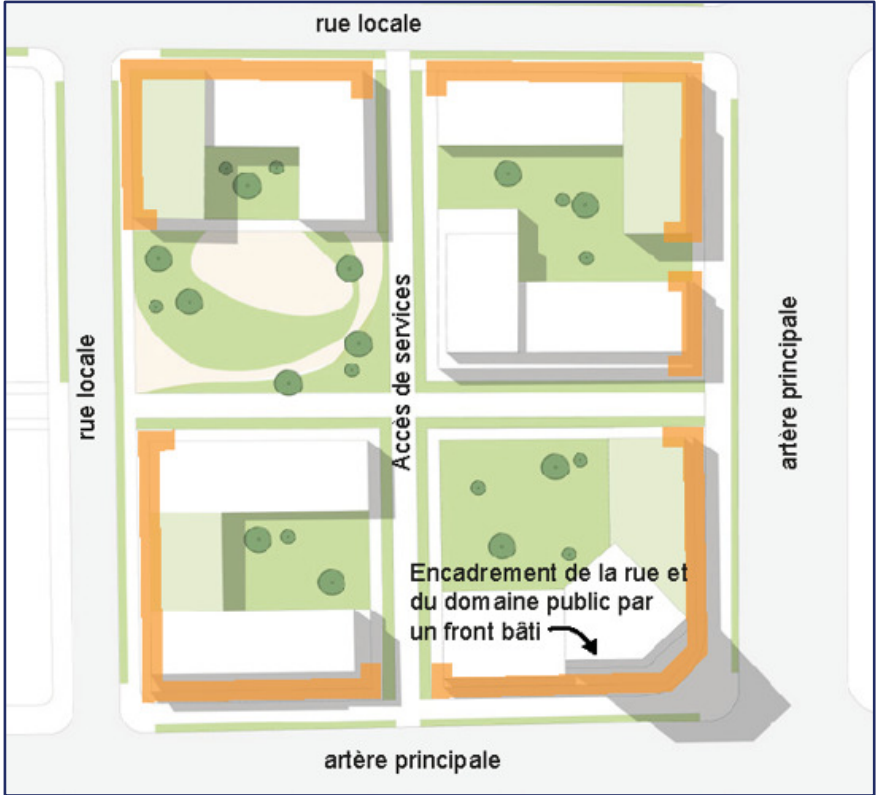 rue locale
rue locale
Accès de services
artère principale
Encadrement de la rue et
du domaine public par
un front bâti
artère principale